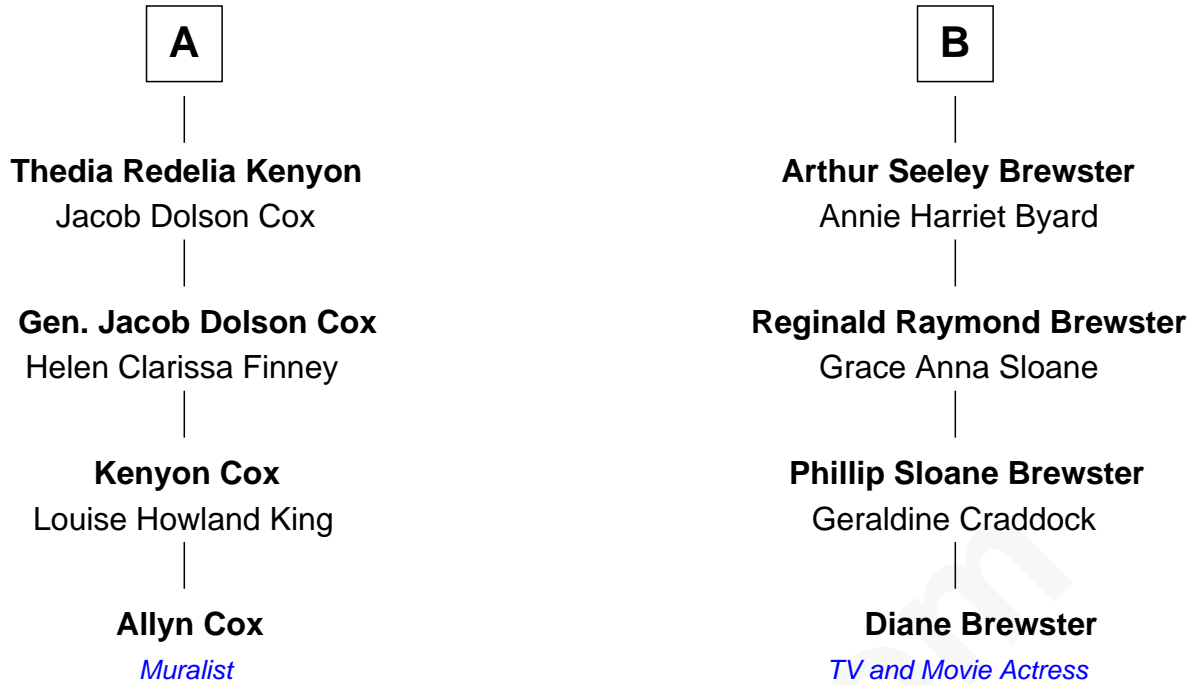 A
Thedia Redelia Kenyon
Jacob Dolson Cox
Gen. Jacob Dolson Cox
Helen Clarissa Finney
Kenyon Cox
Louise Howland King
Allyn Cox
Muralist
B
Arthur Seeley Brewster
Annie Harriet Byard
Reginald Raymond Brewster
Grace Anna Sloane
Phillip Sloane Brewster
Geraldine Craddock
Diane Brewster
TV and Movie Actress